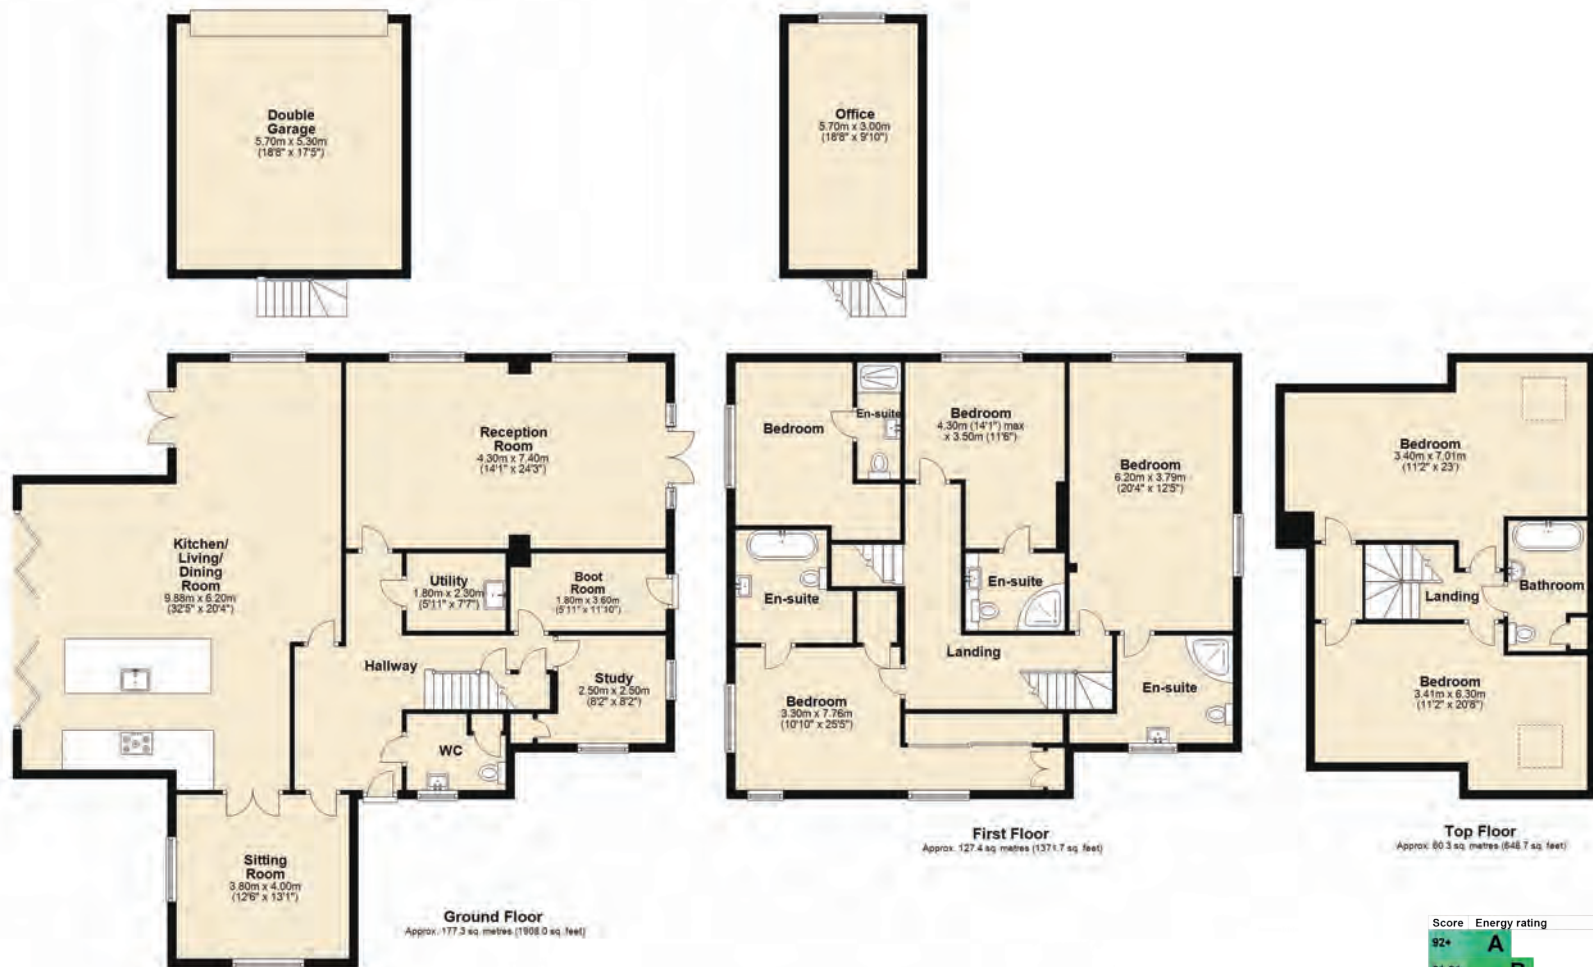 Double
Garage
5.70m x 5.30m
(18'8" x 17'5")
Office
5.70m x 3.00m
(18'8" x 9'10")
Reception
Room
4.30m x 7.40m
(14'1" x 24'3")
Kitchen/
Living/
Dining
Room
9.88m x 6.20m
(32'5" x 20'4")
Utility
1.80m x 2.30m
(5'11" x 7'7")
Boot
Room
1.80m x 3.60m
(5'11" x 11'10")
Hallway
Study
2.50m x 2.50m
(8'2" x 8'2")
WC
Sitting
Room
3.80m x 4.00m
(12'6" x 13'1")
Ground Floor
Approx. 177.3 sq. metres (1908.0 sq. feet)
Bedroom
En-suite
Bedroom
4.30m (14'1") max
x 3.50m (11'6")
Bedroom
6.20m x 3.79m
(20'4" x 12'5")
En-suite
En-suite
Landing
En-suite
Bedroom
3.30m x 7.76m
(10'10" x 25'5")
First Floor
Approx. 127.4 sq. metres (1371.7 sq. feet)
Bedroom
3.40m x 7.01m
(11'2" x 23')
Bathroom
Landing
Bedroom
3.41m x 6.30m
(11'2" x 20'8")
Top Floor
Approx. 60.3 sq. metres (648.7 sq. feet)
Score Energy rating
92+ A